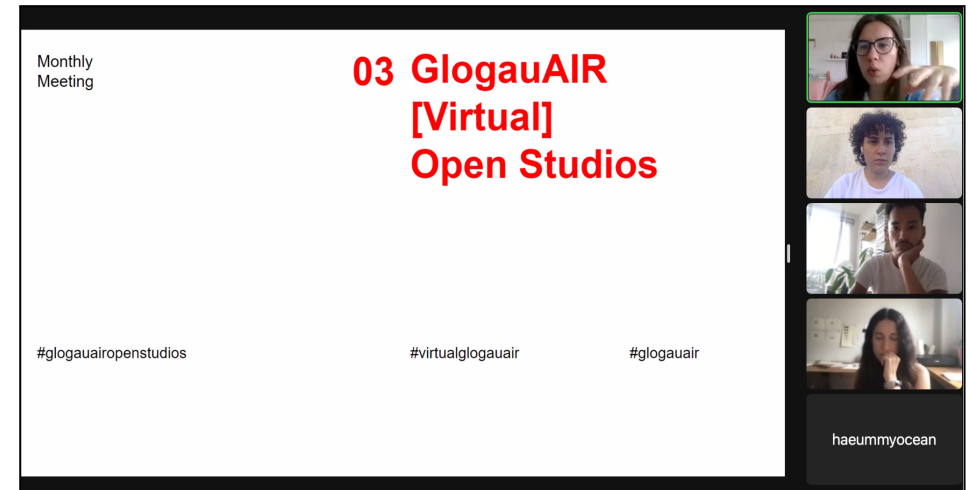 Monthly
Meeting
03 GlogauAIR
[Virtual]
Open Studios
#glogauairopenstudios #virtualglogauair #glogauair
haeummyocean